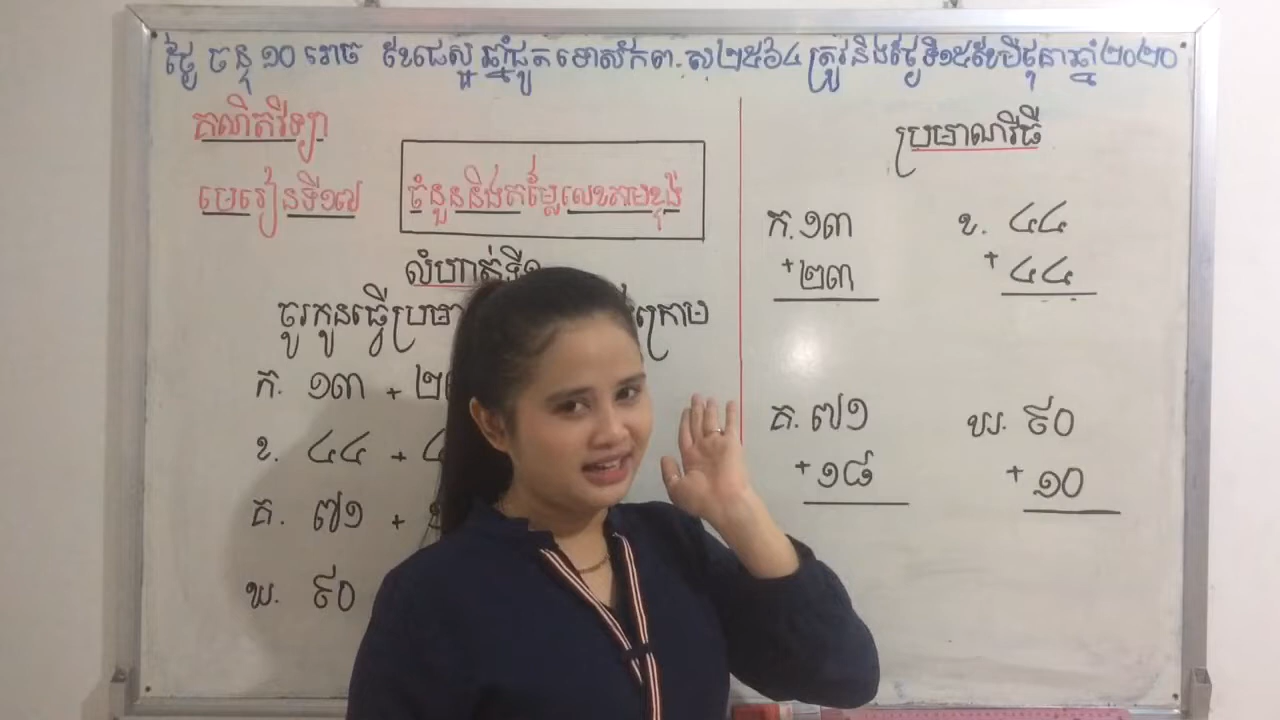 ថ្ងៃ ចន្ទ ១០ រោច ខែជេស្ឋ ឆ្នាំជូត ទោស័ក ព.ស២៥៦៤ ត្រូវនិងថ្ងៃទី១៥ខែមិថុនាឆ្នាំ២០២០
គណិតវិទ្យា
មេរៀនទី១៧
ចំនួននិងតម្លៃលេខតាមខ្ទង់
លំហាត់ទី១
ចូរកូនធ្វើប្រមា ក្រោម
ក. ១៣ + ២
ខ. ៤៤ + ៤
គ. ៧១ + ១
ឃ. ៩០
ប្រមាណវិធី
ក. ១៣
+ ២៣
ខ. ៤៤
+ ៤៤
គ. ៧១
+ ១៨
ឃ. ៩០
+ ១០